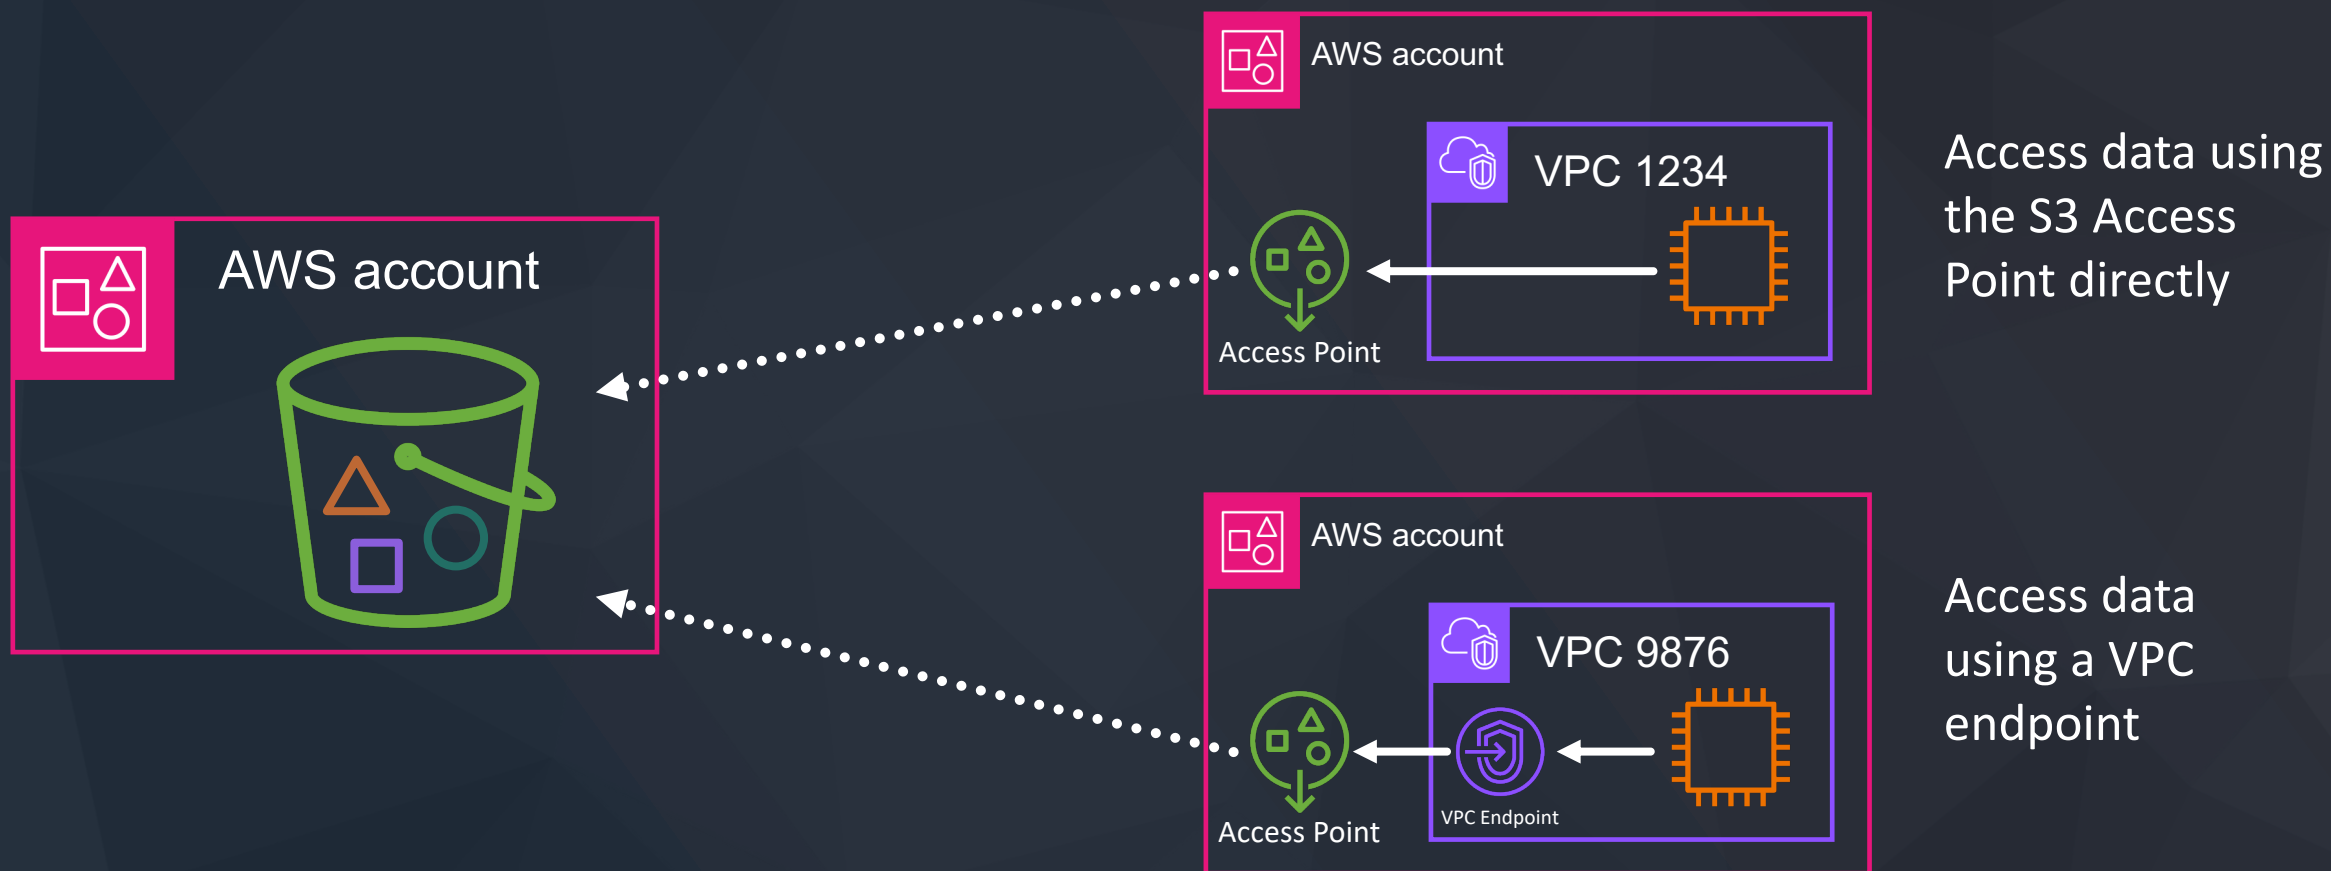 AWS account
AWS account
VPC 1234
Access Point
Access data using
the S3 Access
Point directly
AWS account
VPC 9876
VPC Endpoint
Access Point
Access data
using a VPC
endpoint